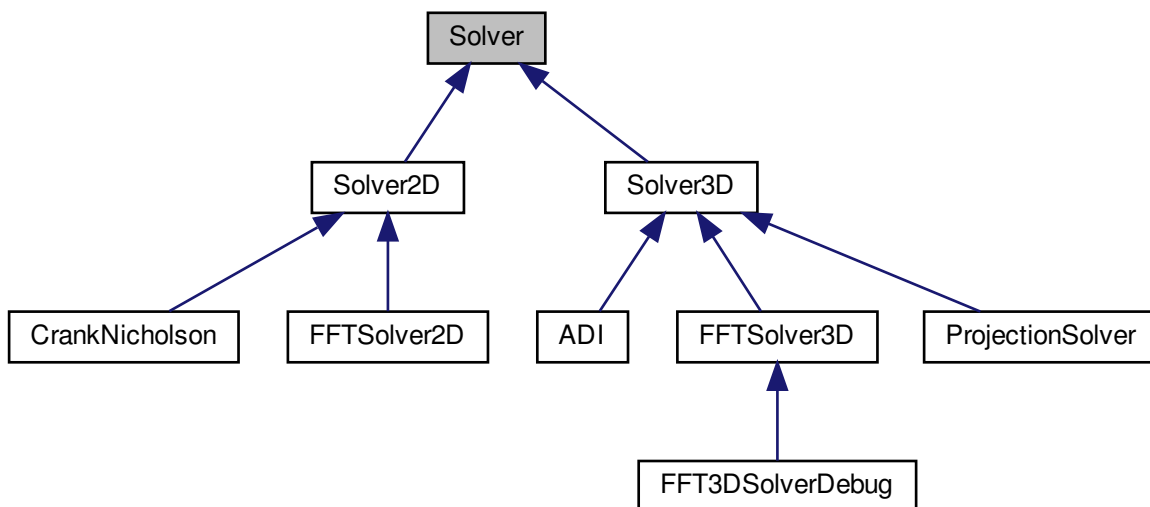 Solver
Solver2D
Solver3D
CrankNicholson
FFTSolver2D
ADI
FFTSolver3D
ProjectionSolver
FFT3DSolverDebug